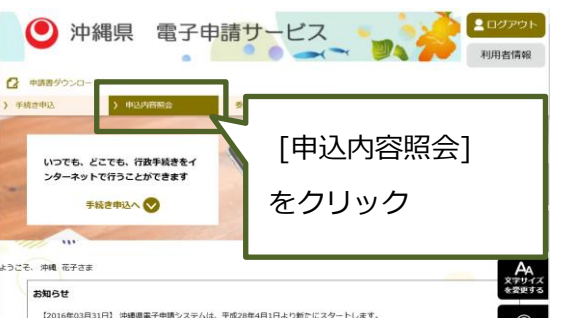 沖縄県 電子申請サービス
ログアウト
利用者情報
申請書ダウンロー
手続き申込
申込内容照会
[申込内容照会]
をクリック
いつでも、どこでも、行政手続きをイ
ンターネットで行うことができます
手続き申込へ
ようこそ、 沖縄 花子さま
AA
文字サイズ
を変更する
お知らせ
【2016年03月31日】 沖縄県電子申請システムは、平成28年4月1日より新たにスタートします。